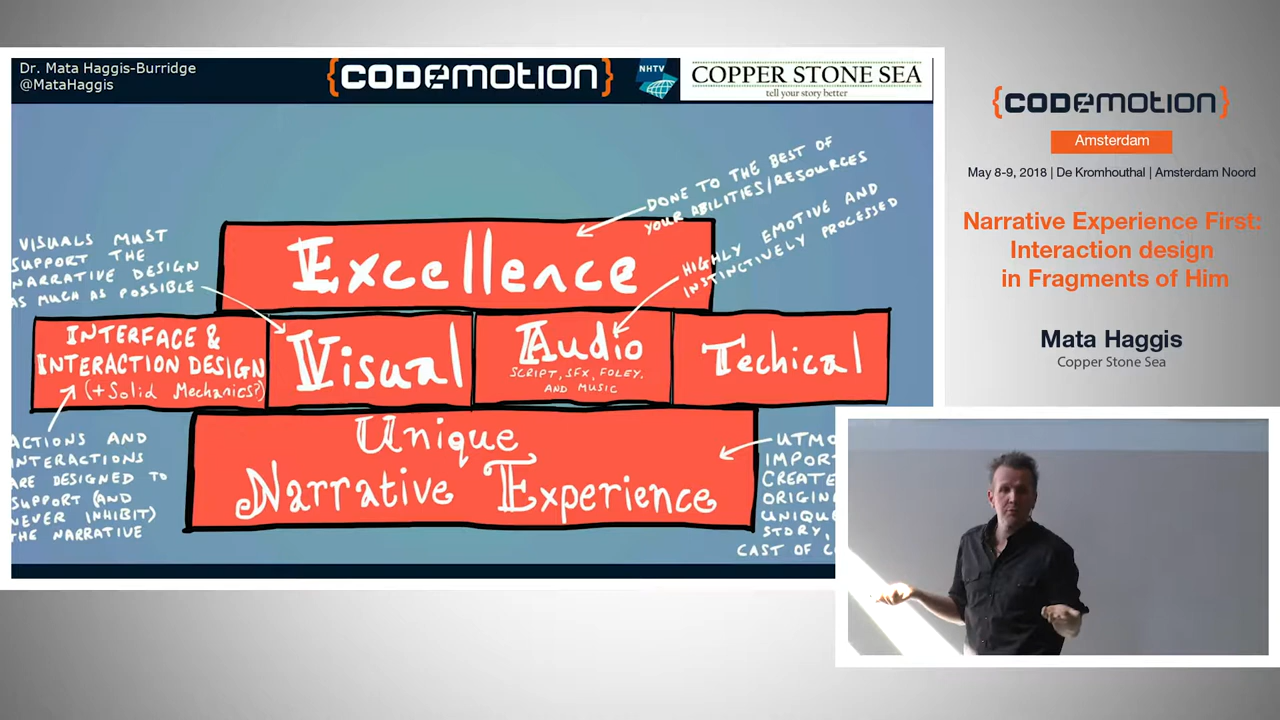 Dr. Mata Haggis-Burridge
@MataHaggis
{CODEMOTION}
NHTV
COPPER STONE SEA
tell your story better
DONE TO THE BEST OF
YOUR ABILITIES/RESOURCES
HIGHLY EMOTIVE AND
INSTINCTIVELY PROCESSED
VISUALS MUST
SUPPORT THE
NARRATIVE DESIGN
AS MUCH AS POSSIBLE
Excellence
INTERFACE &
INTERACTION DESIGN
(+Solid Mechanics?)
Visual
Audio
SCRIPT, SFX, FOLEY,
AND MUSIC
Techical
ACTIONS AND
INTERACTIONS
ARE DESIGNED TO
SUPPORT (AND
NEVER INHIBIT)
THE NARRATIVE
Unique
Narrative Experience
UTMO
IMPOR
CREATE
ORIGIN
UNIQUE
STORY,
CAST OF C
{CODEMOTION}
Amsterdam
May 8-9, 2018 | De Kromhouthal | Amsterdam Noord
Narrative Experience First:
Interaction design
in Fragments of Him
Mata Haggis
Copper Stone Sea